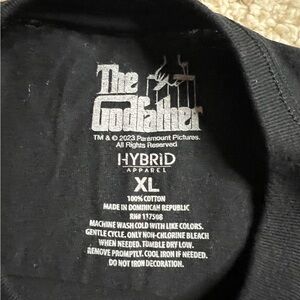 The
Godfather
TM & © 2023 Paramount Pictures.
All Rights Reserved
HYBRID
APPAREL
XL
100% COTTON
MADE IN DOMINICAN REPUBLIC
RN# 117598
MACHINE WASH COLD WITH LIKE COLORS.
GENTLE CYCLE. ONLY NON-CHLORINE BLEACH
WHEN NEEDED. TUMBLE DRY LOW.
REMOVE PROMPTLY. COOL IRON IF NEEDED.
DO NOT IRON DECORATION.